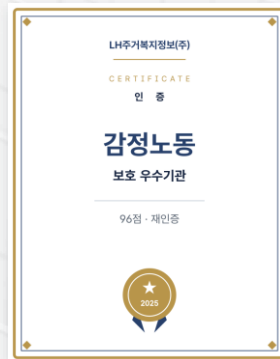 LH주거복지정보(주)
CERTIFICATE
인 증
감정노동
보호 우수기관
96점 · 재인증
2025